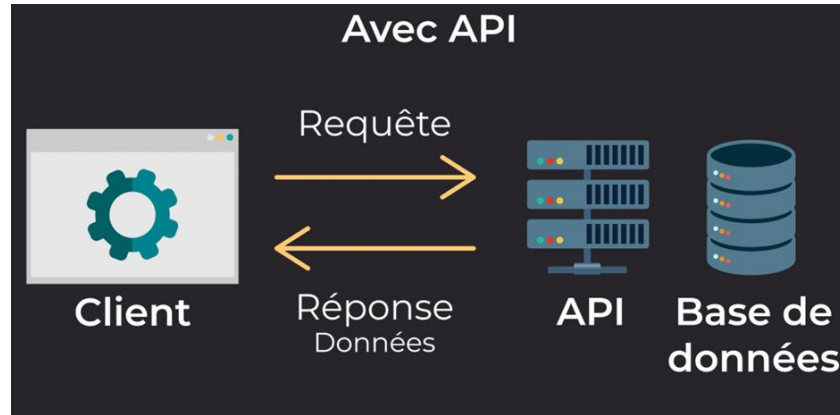 Avec API
Requête
Réponse
Données
Client
API
Base de
données